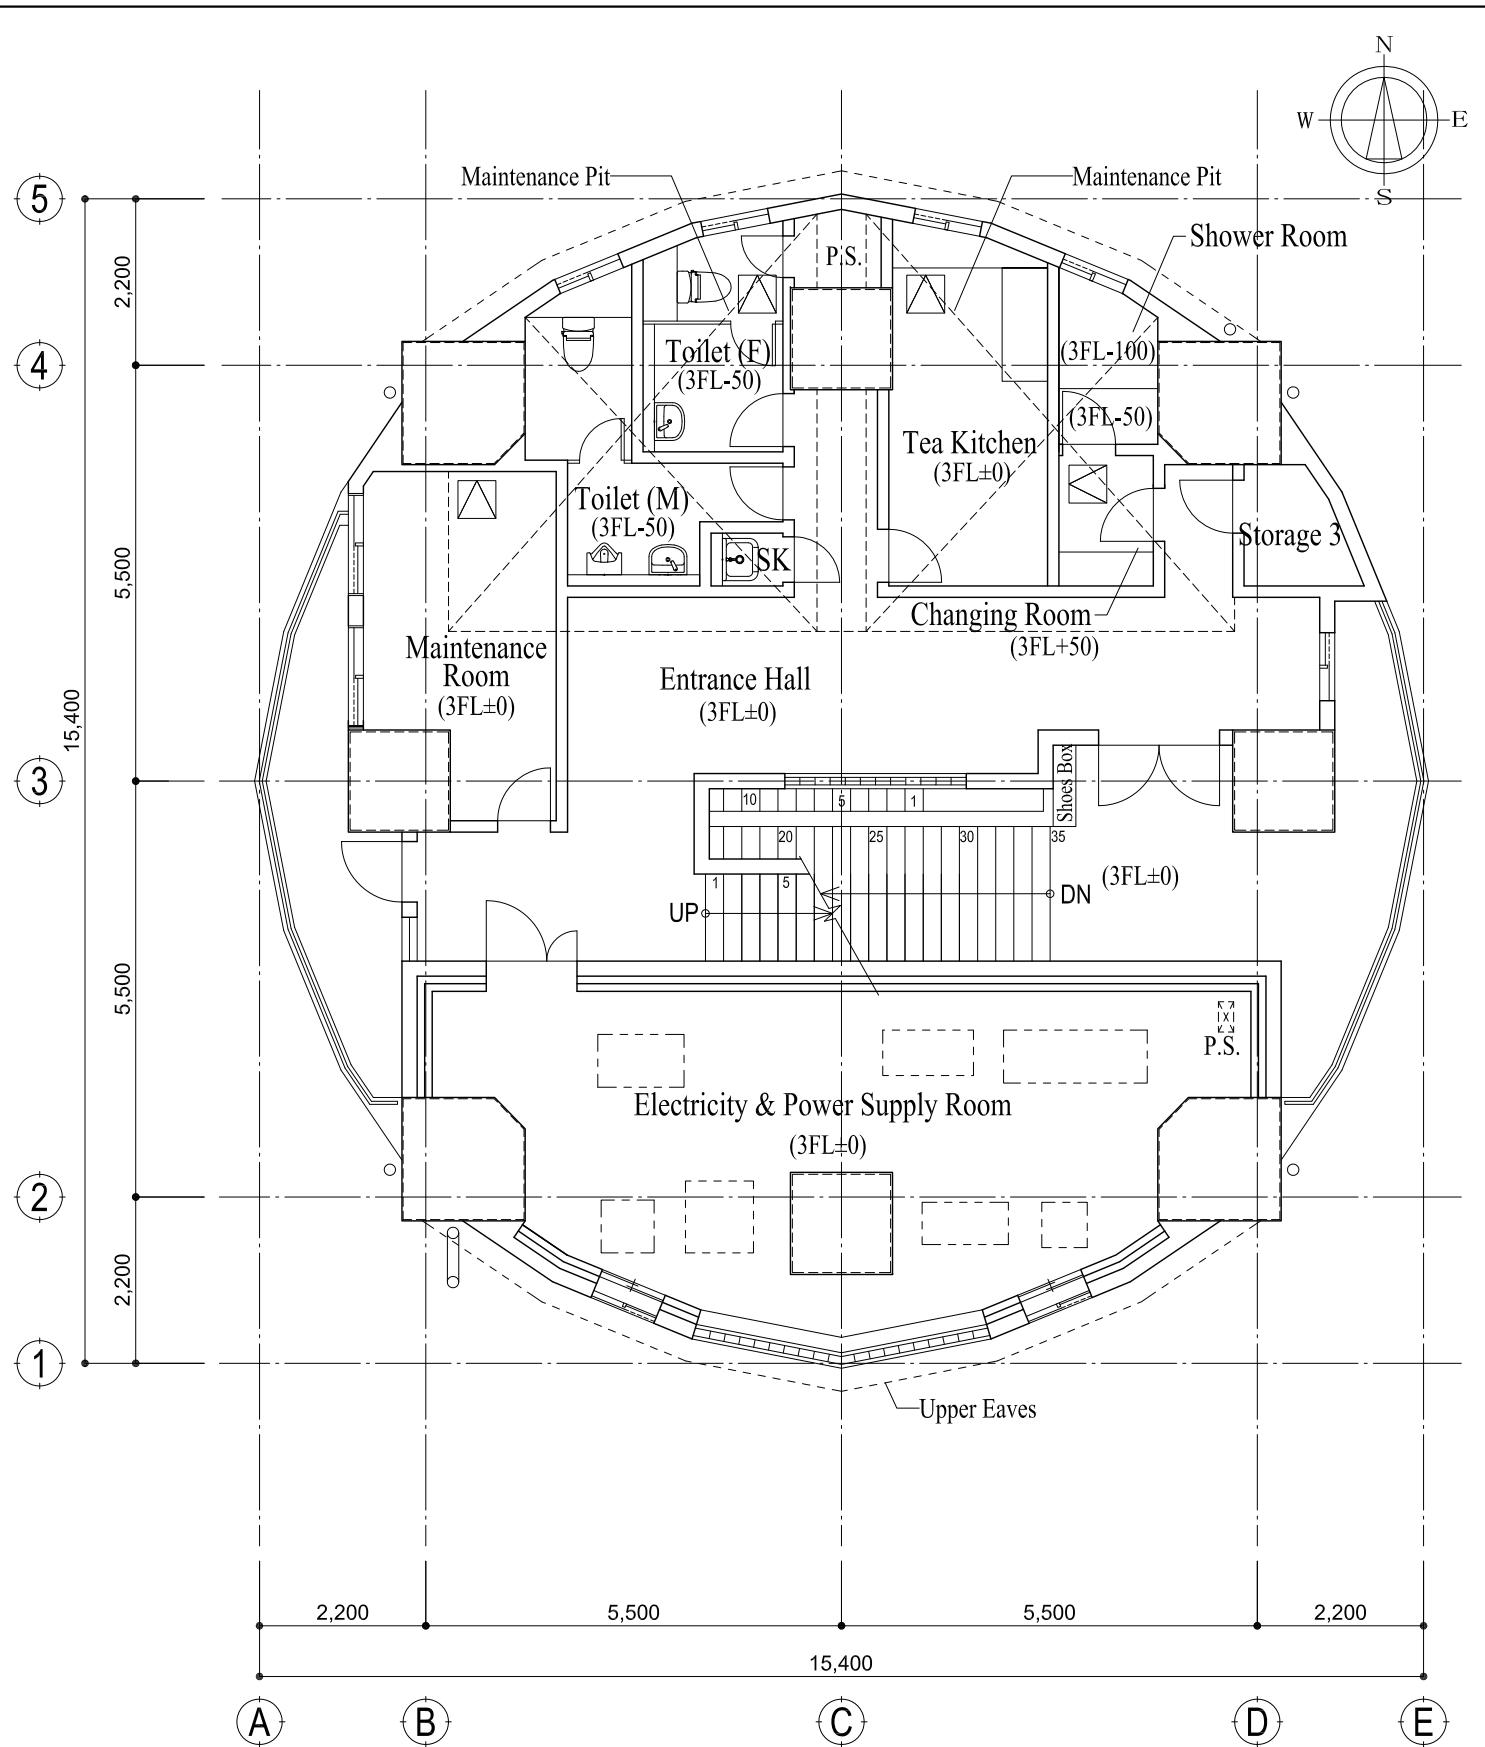 N
W E
S
5
Maintenance Pit
Maintenance Pit
Shower Room
2,200
P.S.
4
Toilet (F)
(3FL-50)
(3FL-100)
(3FL-50)
Tea Kitchen
(3FL±0)
Toilet (M)
(3FL-50)
SK
Storage 3
5,500
Changing Room
(3FL+50)
Maintenance
Room
(3FL±0)
Entrance Hall
(3FL±0)
15,400
3
Shoes Box
10 5 1
20 25 30 35
1 5
(3FL±0)
UP
DN
5,500
P.S.
Electricity & Power Supply Room
(3FL±0)
2
2,200
1
Upper Eaves
2,200 5,500 5,500 2,200
15,400
A B C D E